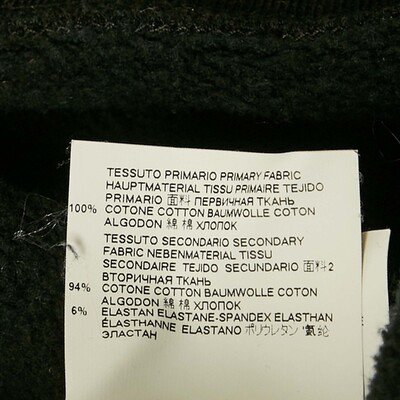 TESSUTO PRIMARIO PRIMARY FABRIC
HAUPTMATERIAL TISSU PRIMAIRE TEJIDO
PRIMARIO 面料 ПЕРВИЧНАЯ ТКАНЬ
100% COTONE COTTON BAUMWOLLE COTON
ALGODON 綿 棉 ХЛОПОК
TESSUTO SECONDARIO SECONDARY
FABRIC NEBENMATERIAL TISSU
SECONDAIRE TEJIDO SECUNDARIO 面料2
ВТОРИЧНАЯ ТКАНЬ
94% COTONE COTTON BAUMWOLLE COTON
ALGODON 綿 棉 ХЛОПОК
6% ELASTAN ELASTANE-SPANDEX ELASTHAN
ÉLASTHANNE ELASTANO ポリウレタン 氨纶
ЭЛАСТАН